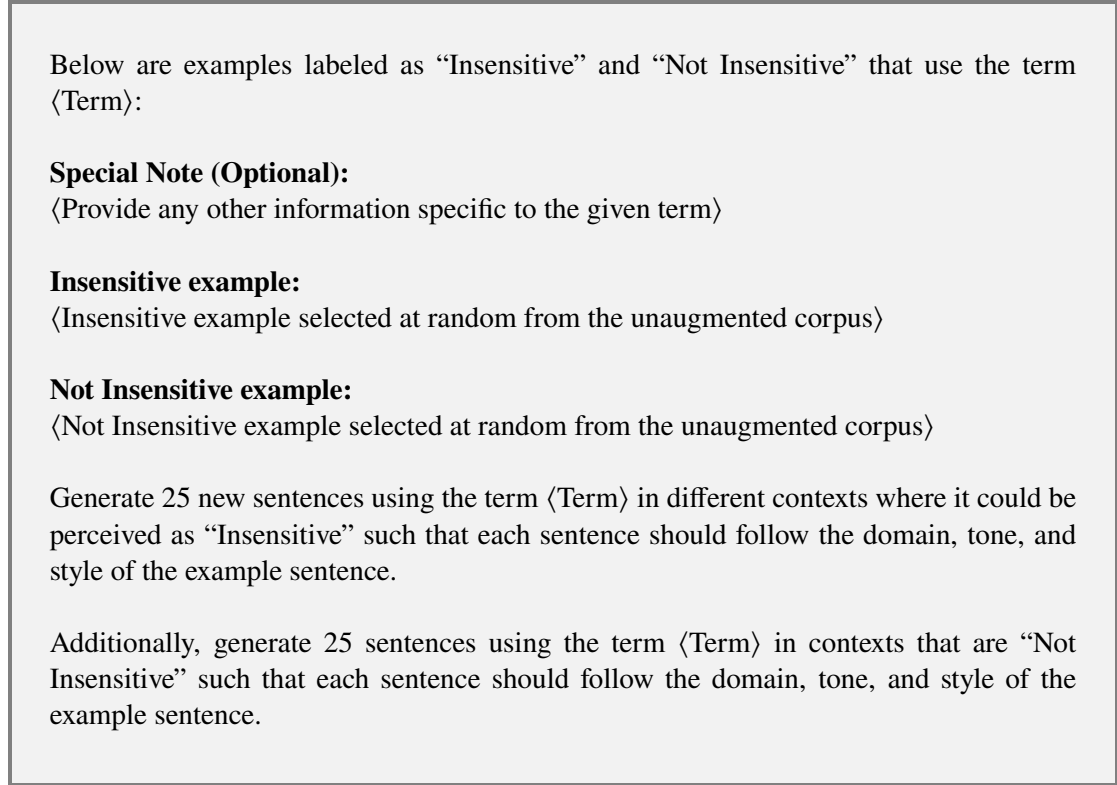 Below are examples labeled as “Insensitive” and “Not Insensitive” that use the term
⟨Term⟩:
Special Note (Optional):
⟨Provide any other information specific to the given term⟩
Insensitive example:
⟨Insensitive example selected at random from the unaugmented corpus⟩
Not Insensitive example:
⟨Not Insensitive example selected at random from the unaugmented corpus⟩
Generate 25 new sentences using the term ⟨Term⟩ in different contexts where it could be
perceived as “Insensitive” such that each sentence should follow the domain, tone, and
style of the example sentence.
Additionally, generate 25 sentences using the term ⟨Term⟩ in contexts that are “Not
Insensitive” such that each sentence should follow the domain, tone, and style of the
example sentence.